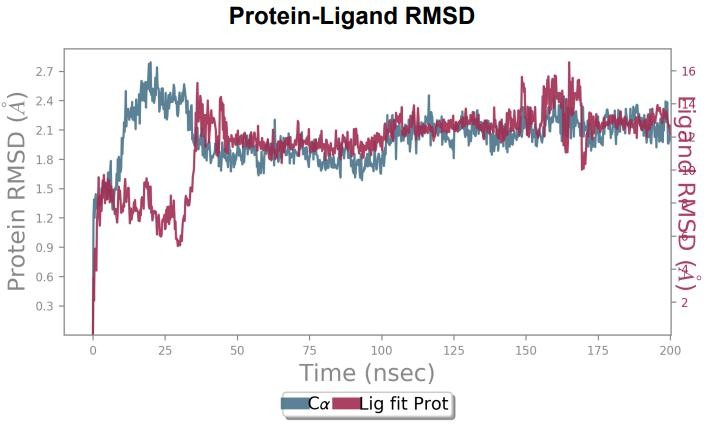 Protein-Ligand RMSD
Protein RMSD (Å)
2.7
2.4
2.1
1.8
1.5
1.2
0.9
0.6
0.3
16
14
12
10
8
6
4
2
Ligand RMSD (Å)
0 25 50 75 100 125 150 175 200
Time (nsec)
Cα Lig fit Prot